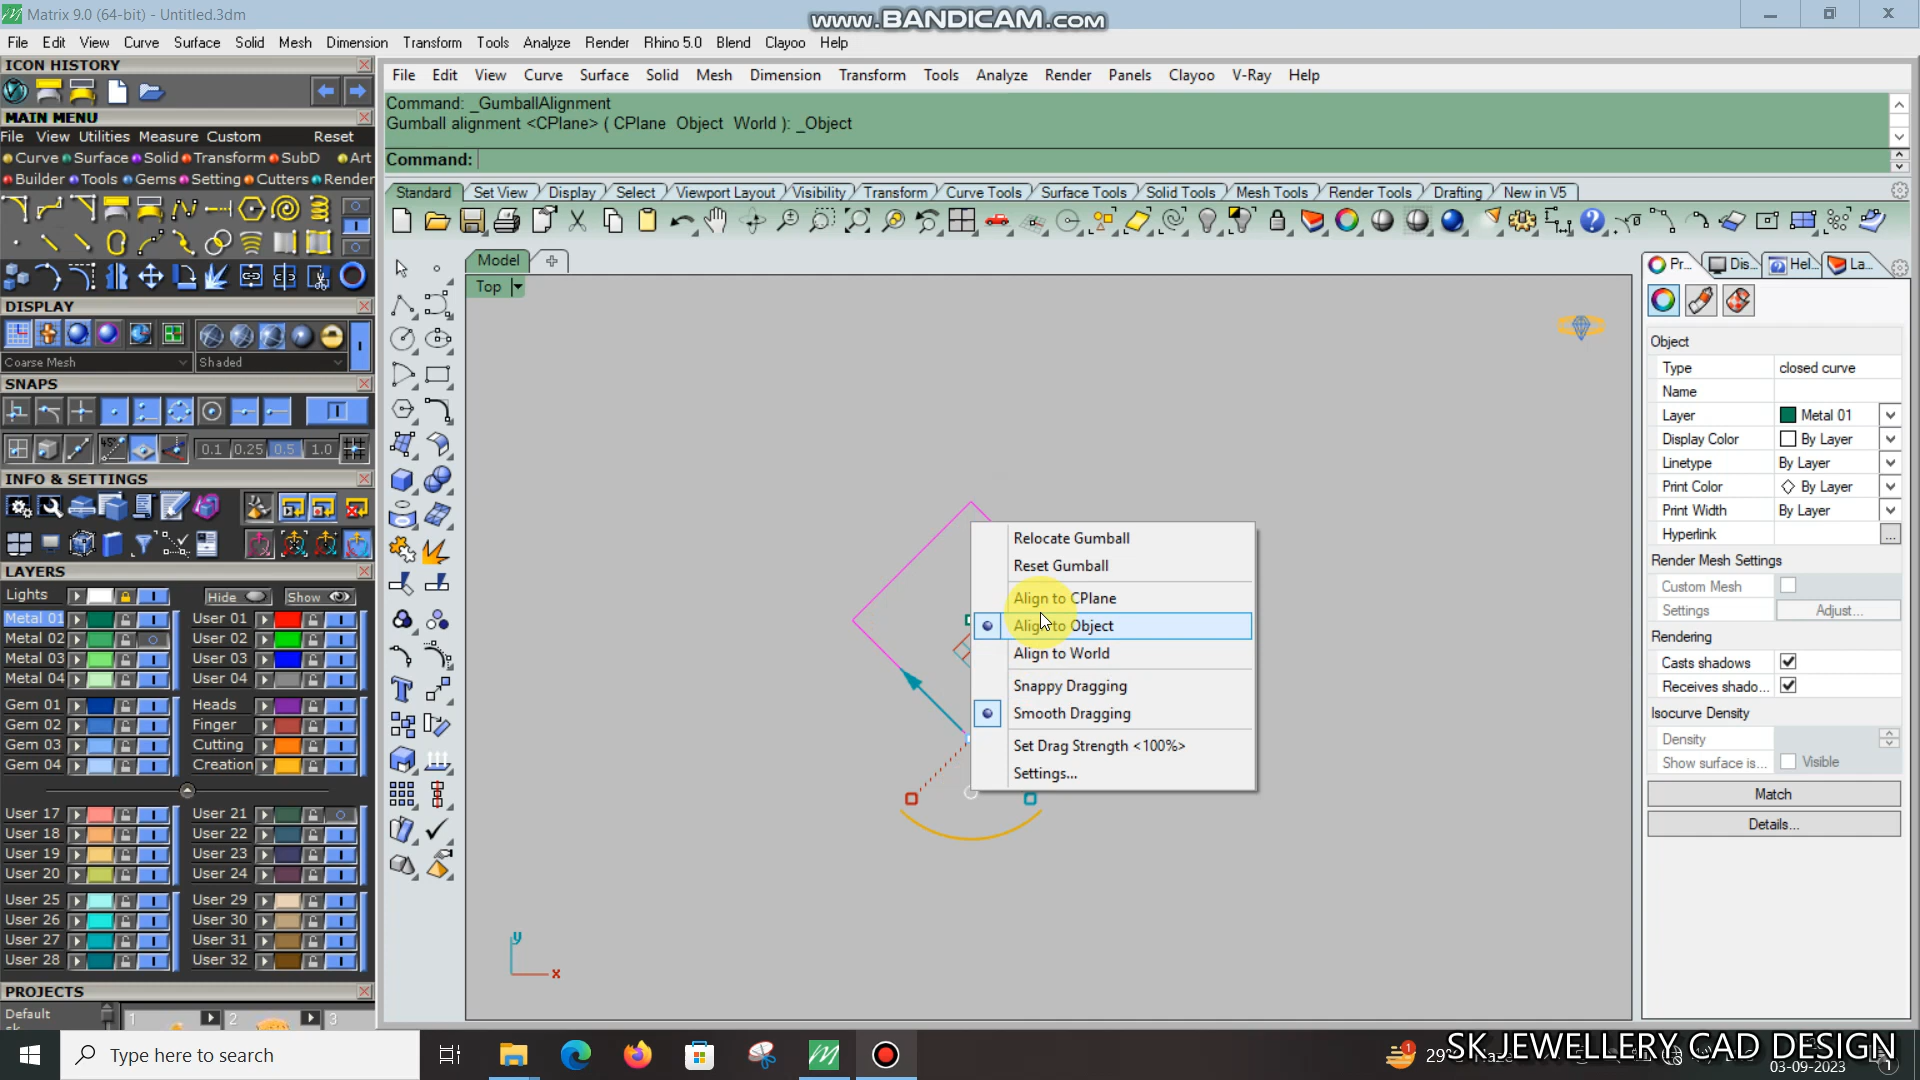 Matrix 9.0 (64-bit) - Untitled.3dm
www.BANDICAM.com
File Edit View Curve Surface Solid Mesh Dimension Transform Tools Analyze Render Rhino 5.0 Blend Clayoo Help
ICON HISTORY
MAIN MENU
File View Utilities Measure Custom Reset
Curve Surface Solid Transform SubD Art
Builder Tools Gems Setting Cutters Render
DISPLAY
Coarse Mesh Shaded
SNAPS
45°
0.1 0.25 0.5 1.0
INFO & SETTINGS
LAYERS
Lights Hide Show
Metal 01 User 01
Metal 02 User 02
Metal 03 User 03
Metal 04 User 04
Gem 01 Heads
Gem 02 Finger
Gem 03 Cutting
Gem 04 Creation
User 17 User 21
User 18 User 22
User 19 User 23
User 20 User 24
User 25 User 29
User 26 User 30
User 27 User 31
User 28 User 32
PROJECTS
Default
1 2 3
File Edit View Curve Surface Solid Mesh Dimension Transform Tools Analyze Render Panels Clayoo V-Ray Help
Command: _GumballAlignment
Gumball alignment <CPlane> ( CPlane Object World ): _Object
Command:
Standard Set View Display Select Viewport Layout Visibility Transform Curve Tools Surface Tools Solid Tools Mesh Tools Render Tools Drafting New in V5
Model
Top
Relocate Gumball
Reset Gumball
Align to CPlane
Align to Object
Align to World
Snappy Dragging
Smooth Dragging
Set Drag Strength <100%>
Settings...
y
x
Pr... Dis... Hel... La...
Object
Type closed curve
Name
Layer Metal 01
Display Color By Layer
Linetype By Layer
Print Color By Layer
Print Width By Layer
Hyperlink ...
Render Mesh Settings
Custom Mesh
Settings Adjust...
Rendering
Casts shadows
Receives shado...
Isocurve Density
Density
Show surface is... Visible
Match
Details...
Type here to search
SK JEWELLERY CAD DESIGN
03-09-2023